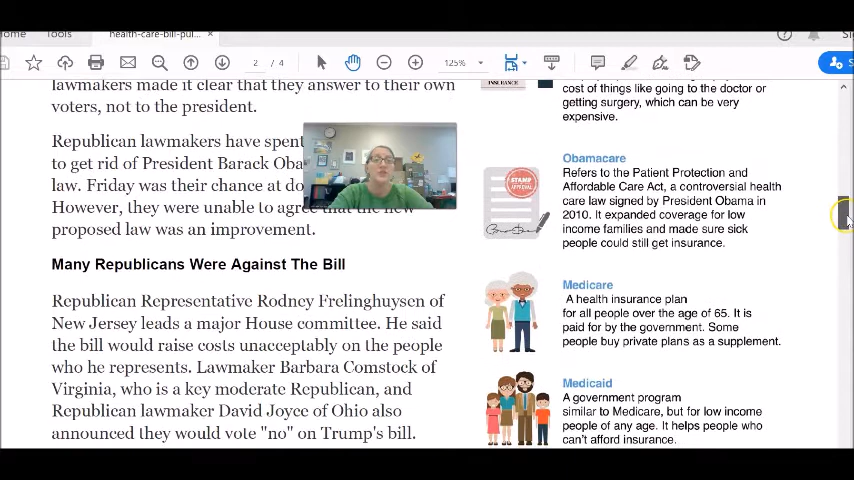 Tools
health-care-bill-pul...
2 / 4
125%
lawmakers made it clear that they answer to their own
voters, not to the president.
Republican lawmakers have spent
to get rid of President Barack Oba
law. Friday was their chance at do
However, they were unable to agree that the new
proposed law was an improvement.
Many Republicans Were Against The Bill
Republican Representative Rodney Frelinghuysen of
New Jersey leads a major House committee. He said
the bill would raise costs unacceptably on the people
who he represents. Lawmaker Barbara Comstock of
Virginia, who is a key moderate Republican, and
Republican lawmaker David Joyce of Ohio also
announced they would vote "no" on Trump's bill.
INSURANCE
cost of things like going to the doctor or
getting surgery, which can be very
expensive.
STAMP
APPROVAL
Obamacare
Refers to the Patient Protection and
Affordable Care Act, a controversial health
care law signed by President Obama in
2010. It expanded coverage for low
income families and made sure sick
people could still get insurance.
Medicare
A health insurance plan
for all people over the age of 65. It is
paid for by the government. Some
people buy private plans as a supplement.
Medicaid
A government program
similar to Medicare, but for low income
people of any age. It helps people who
can't afford insurance.